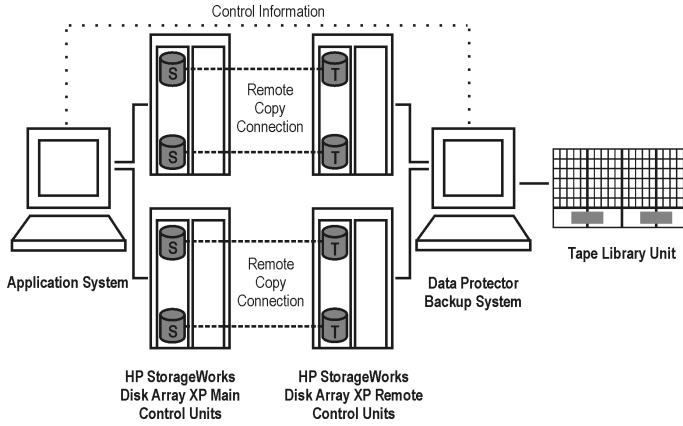 Control Information
S
T
Remote
Copy
Connection
S
T
S
T
Remote
Copy
Connection
S
T
Application System
Data Protector
Backup System
Tape Library Unit
HP StorageWorks
Disk Array XP Main
Control Units
HP StorageWorks
Disk Array XP Remote
Control Units